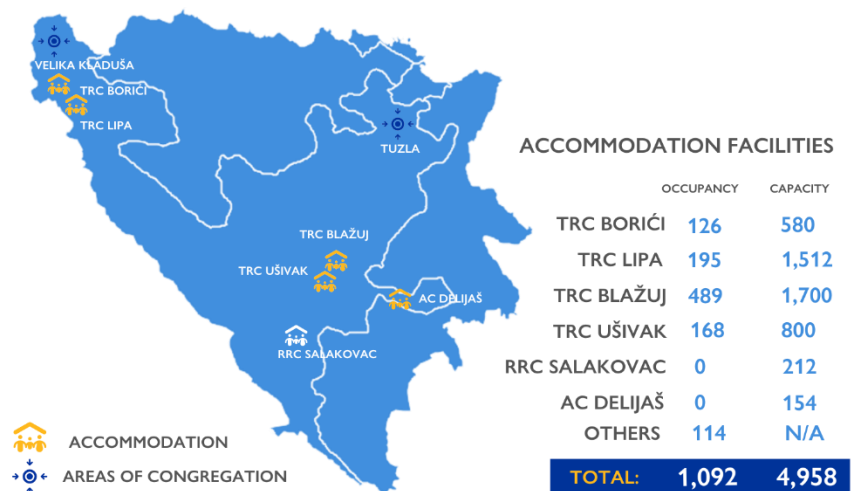 VELIKA KLADUŠA
TRC BORIĆI
TRC LIPA
TUZLA
TRC BLAŽUJ
TRC UŠIVAK
AC DELIJAŠ
RRC SALAKOVAC
ACCOMMODATION
AREAS OF CONGREGATION
ACCOMMODATION FACILITIES
OCCUPANCY CAPACITY
TRC BORIĆI 126 580
TRC LIPA 195 1,512
TRC BLAŽUJ 489 1,700
TRC UŠIVAK 168 800
RRC SALAKOVAC 0 212
AC DELIJAŠ 0 154
OTHERS 114 N/A
TOTAL: 1,092 4,958